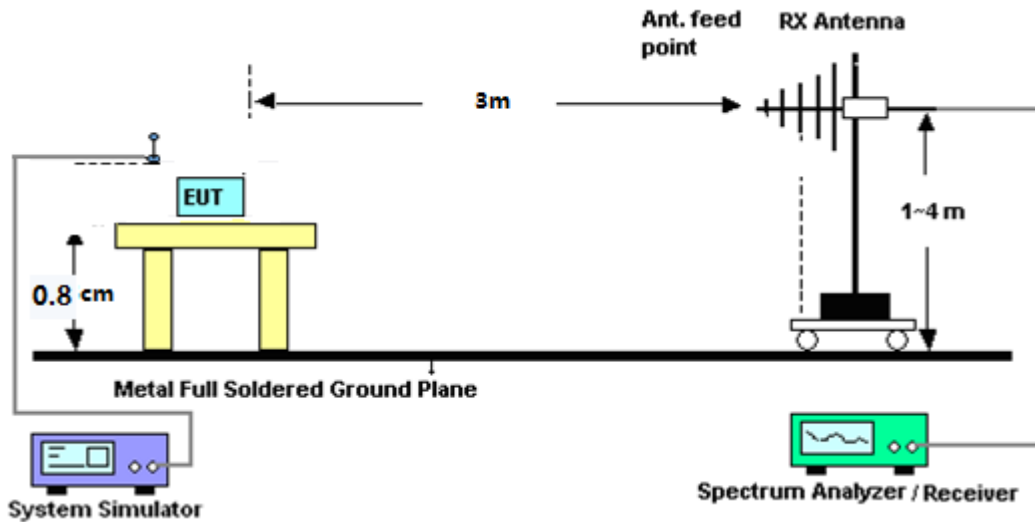 Ant. feed
point
RX Antenna
3m
EUT
1~4 m
0.8 cm
Metal Full Soldered Ground Plane
System Simulator
Spectrum Analyzer / Receiver